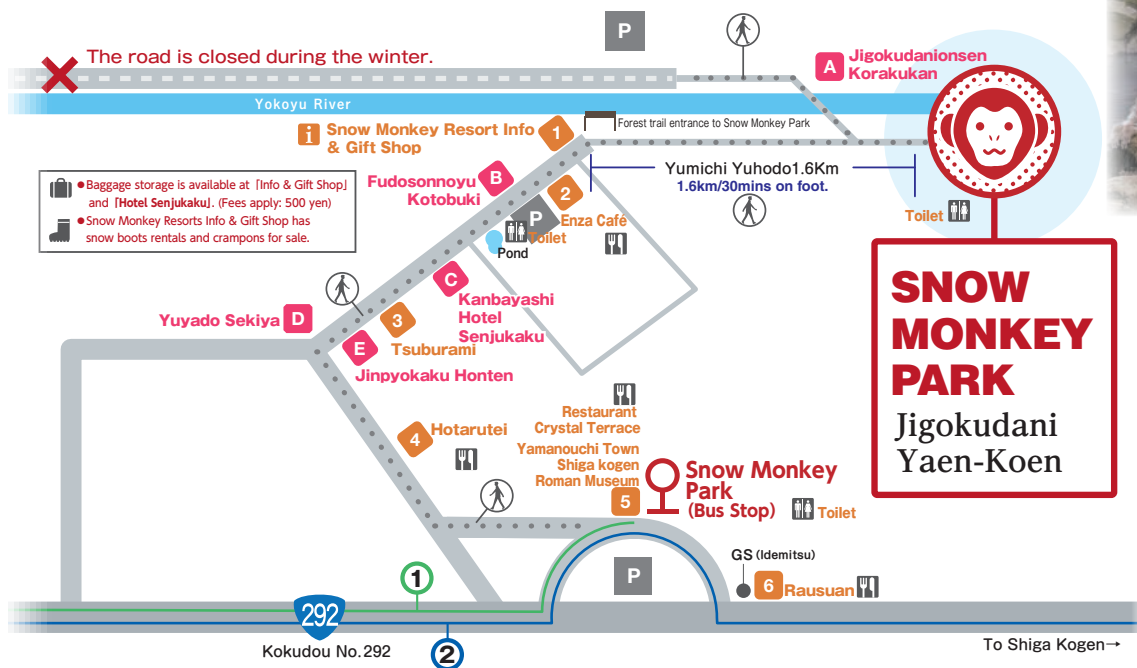 P
The road is closed during the winter.
A
Jigokudanionsen
Korakukan
Yokoyu River
i
Snow Monkey Resort Info
& Gift Shop
1
Forest trail entrance to Snow Monkey Park
Yumichi Yuhodo1.6Km
1.6km/30mins on foot.
●Baggage storage is available at「Info & Gift Shop」
and「Hotel Senjukaku」. (Fees apply: 500 yen)
●Snow Monkey Resorts Info & Gift Shop has
snow boots rentals and crampons for sale.
Fudosonnoyu
Kotobuki
B
2
P
Enza Café
Toilet
Pond
Toilet
C
Kanbayashi
Hotel
Senjukaku
Yuyado Sekiya
D
3
Tsuburami
E
Jinpyokaku Honten
SNOW
MONKEY
PARK
Jigokudani
Yaen-Koen
4
Hotarutei
Restaurant
Crystal Terrace
Yamanouchi Town
Shiga kogen
Roman Museum
5
Snow Monkey
Park
(Bus Stop)
Toilet
P
GS (Idemitsu)
6
Rausuan
1
292
Kokudou No.292
2
To Shiga Kogen→